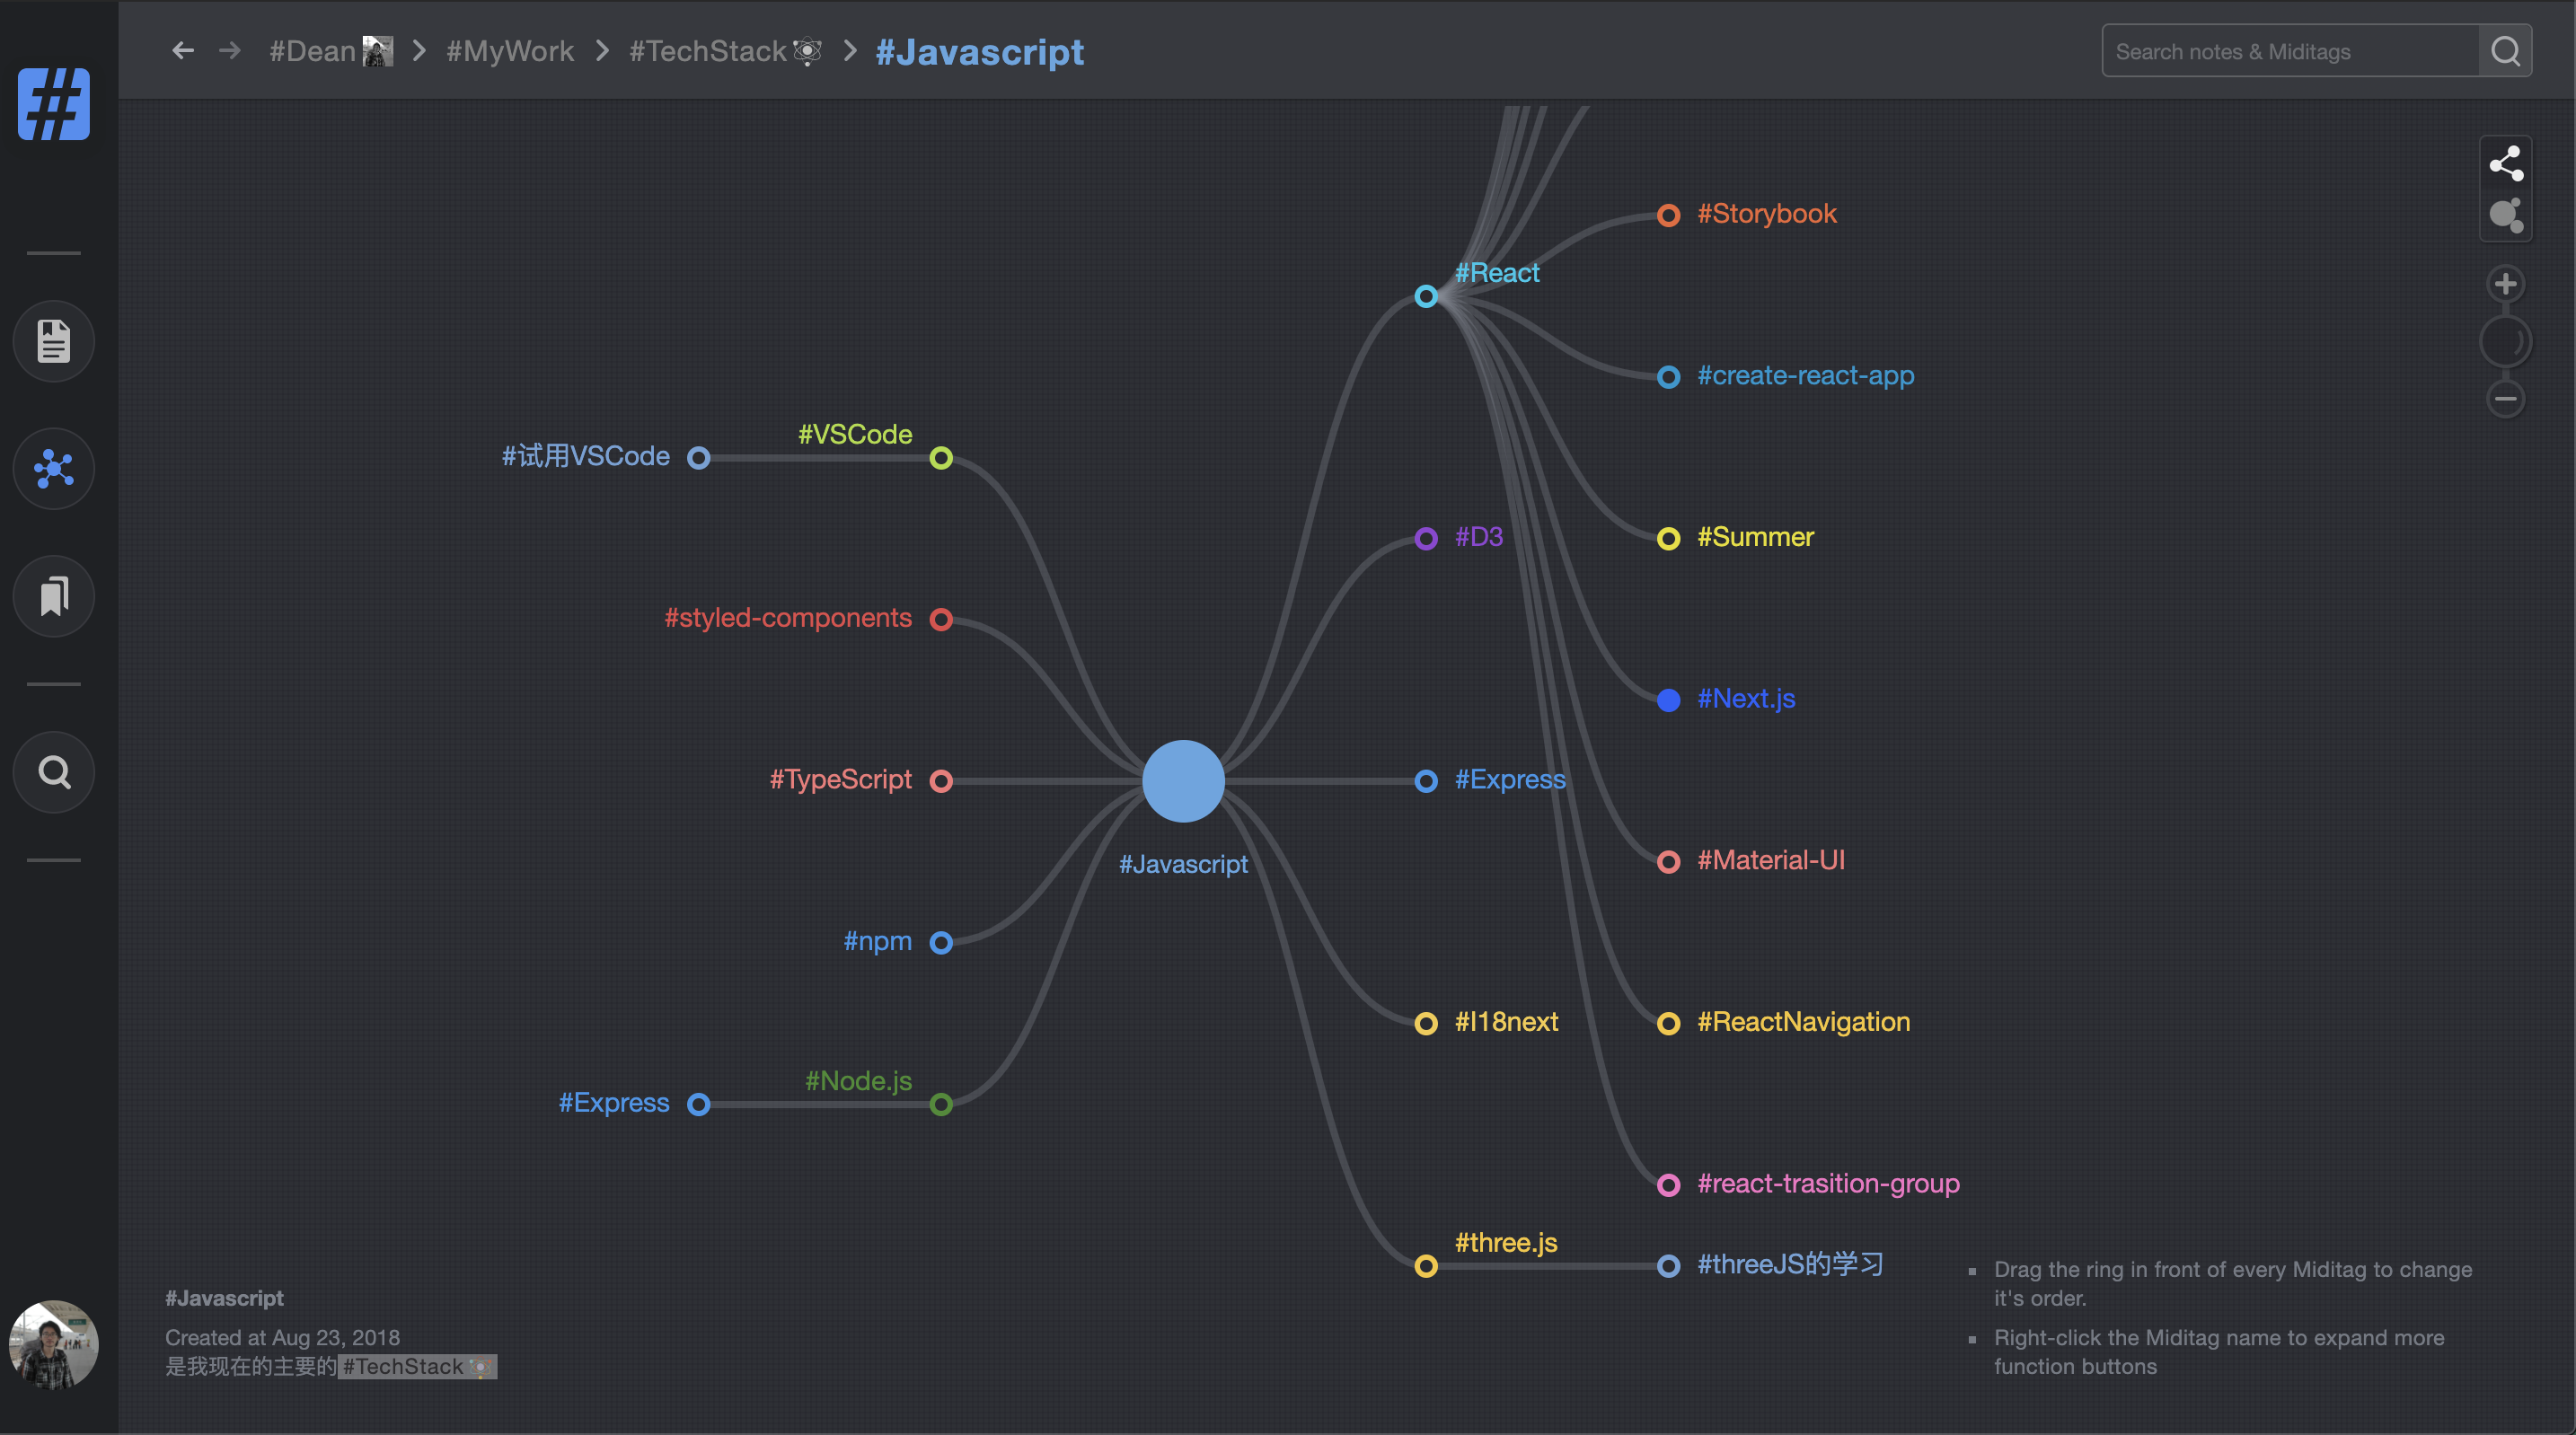 #Dean > #MyWork > #TechStack > #Javascript
Search notes & Miditags
#
#Storybook
#React
#create-react-app
#VSCode
#试用VSCode
#D3
#Summer
#styled-components
#Next.js
#TypeScript
#Express
#Material-UI
#Javascript
#npm
#I18next
#ReactNavigation
#Node.js
#Express
#react-trasition-group
#three.js
#threeJS的学习
#Javascript
Created at Aug 23, 2018
是我现在的主要的 #TechStack
Drag the ring in front of every Miditag to change
it's order.
Right-click the Miditag name to expand more
function buttons